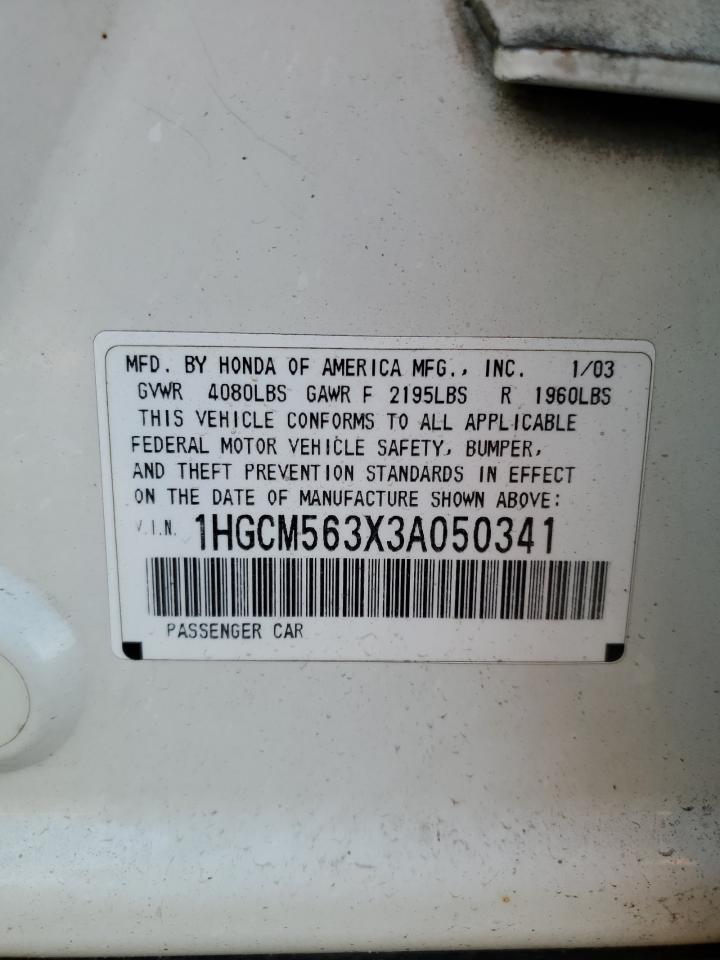 MFD. BY HONDA OF AMERICA MFG., INC. 1/03
GVWR 4080LBS GAWR F 2195LBS R 1960LBS
THIS VEHICLE CONFORMS TO ALL APPLICABLE
FEDERAL MOTOR VEHICLE SAFETY, BUMPER,
AND THEFT PREVENTION STANDARDS IN EFFECT
ON THE DATE OF MANUFACTURE SHOWN ABOVE:
V.I.N. 1HGCM563X3A050341
PASSENGER CAR